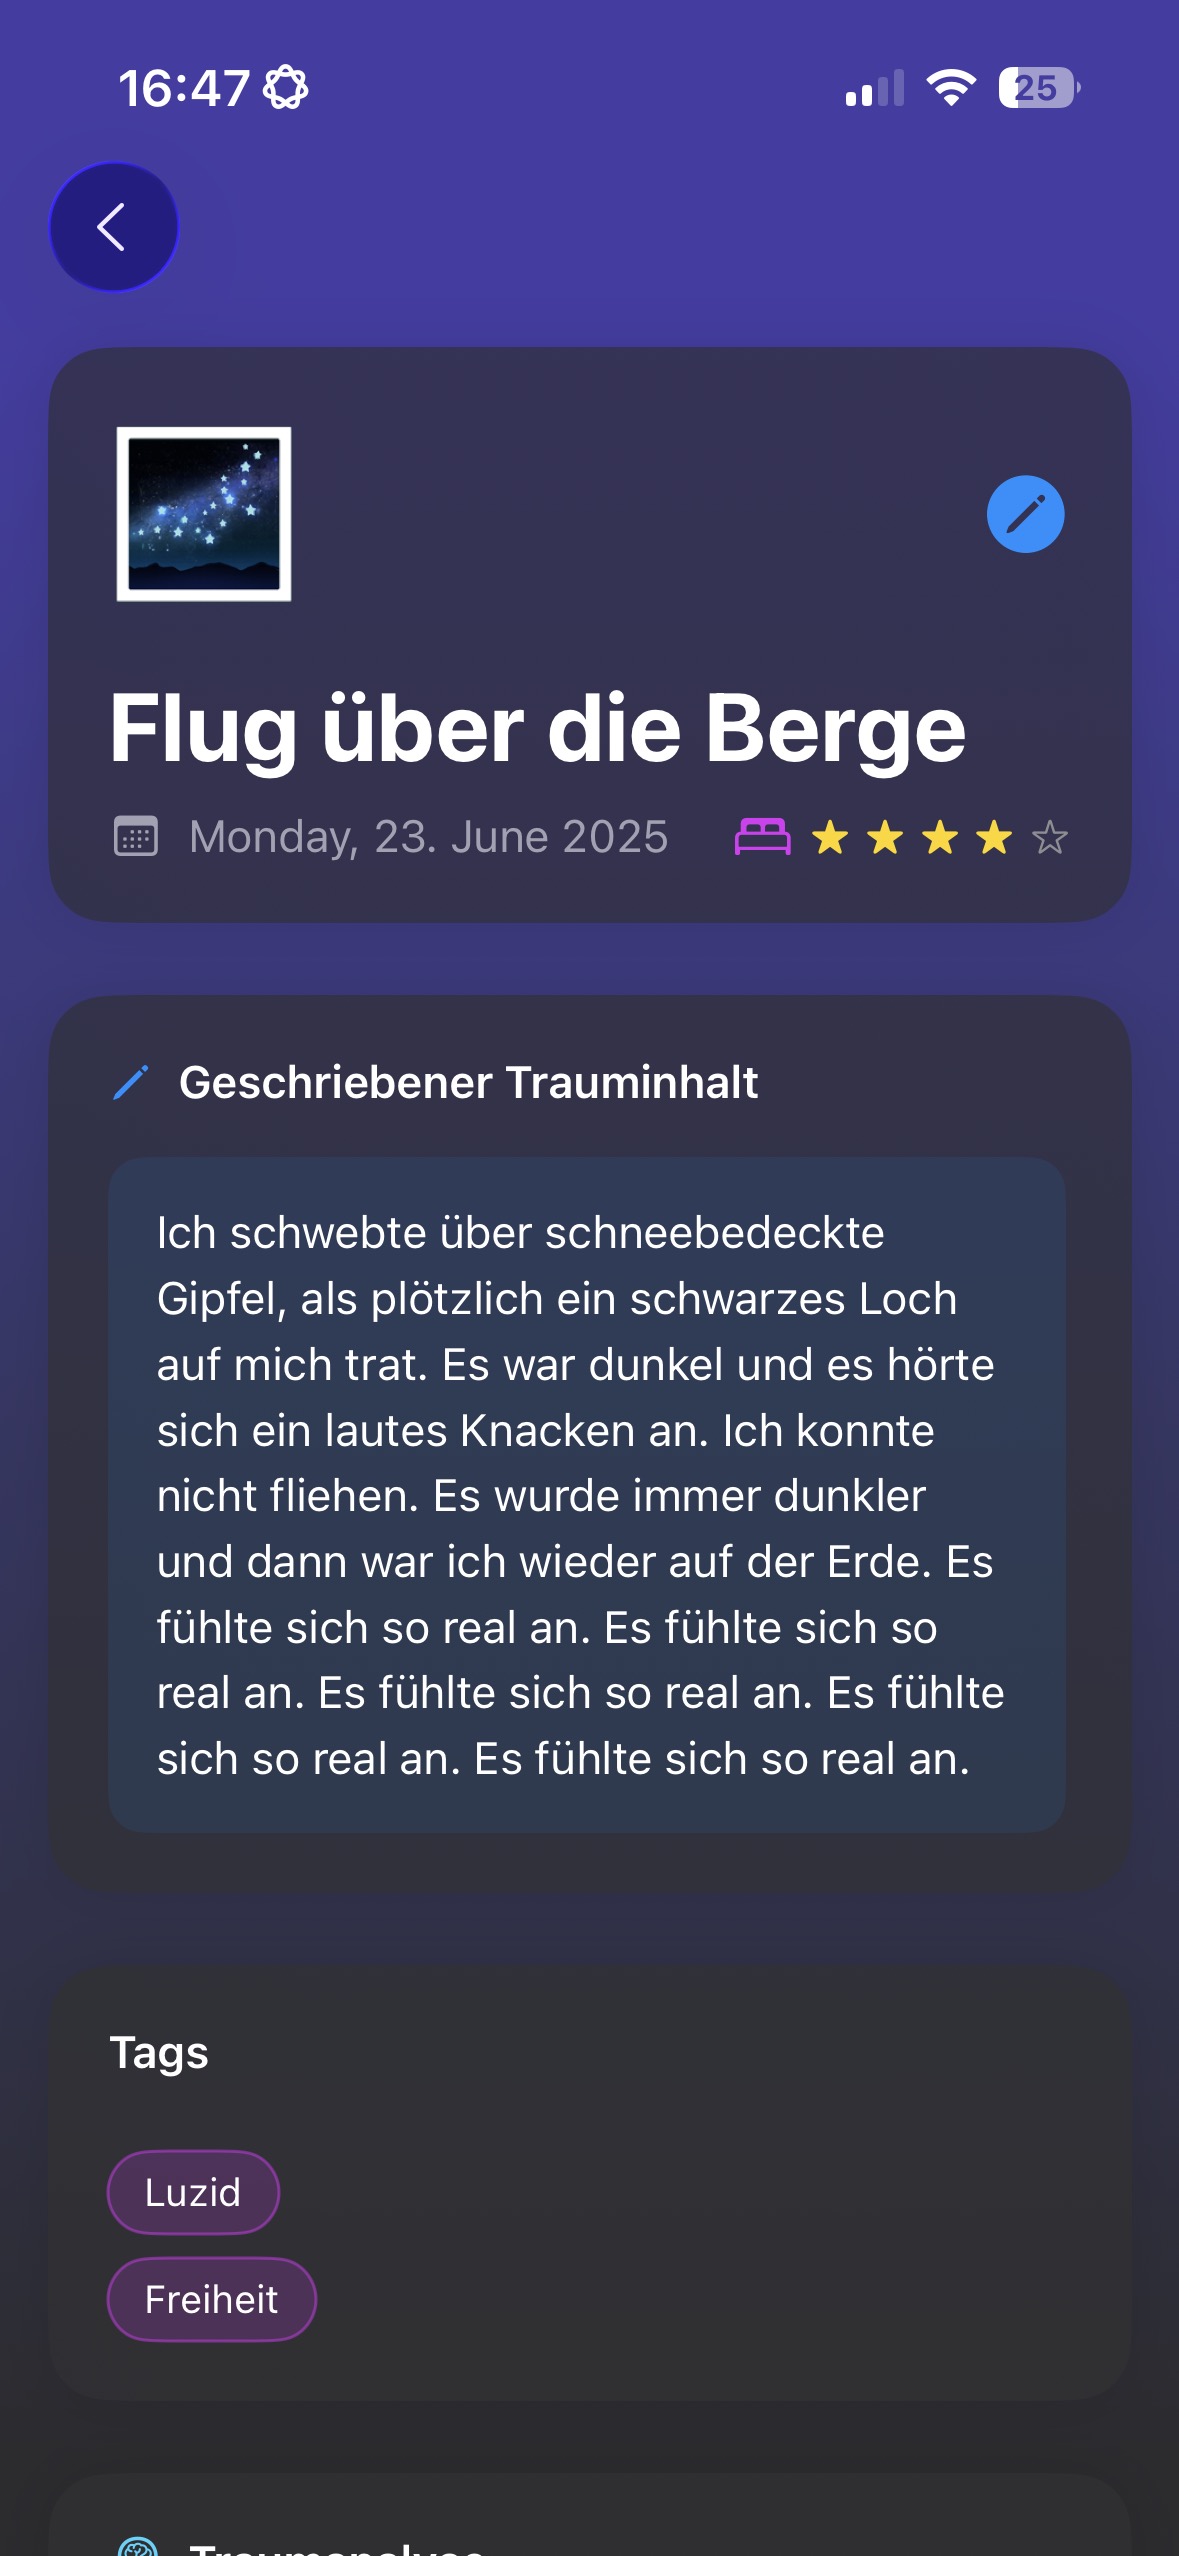 16:47
25
Flug über die Berge
Monday, 23. June 2025
Geschriebener Trauminhalt
Ich schwebte über schneebedeckte
Gipfel, als plötzlich ein schwarzes Loch
auf mich trat. Es war dunkel und es hörte
sich ein lautes Knacken an. Ich konnte
nicht fliehen. Es wurde immer dunkler
und dann war ich wieder auf der Erde. Es
fühlte sich so real an. Es fühlte sich so
real an. Es fühlte sich so real an. Es fühlte
sich so real an. Es fühlte sich so real an.
Tags
Luzid
Freiheit
Traumanalyse